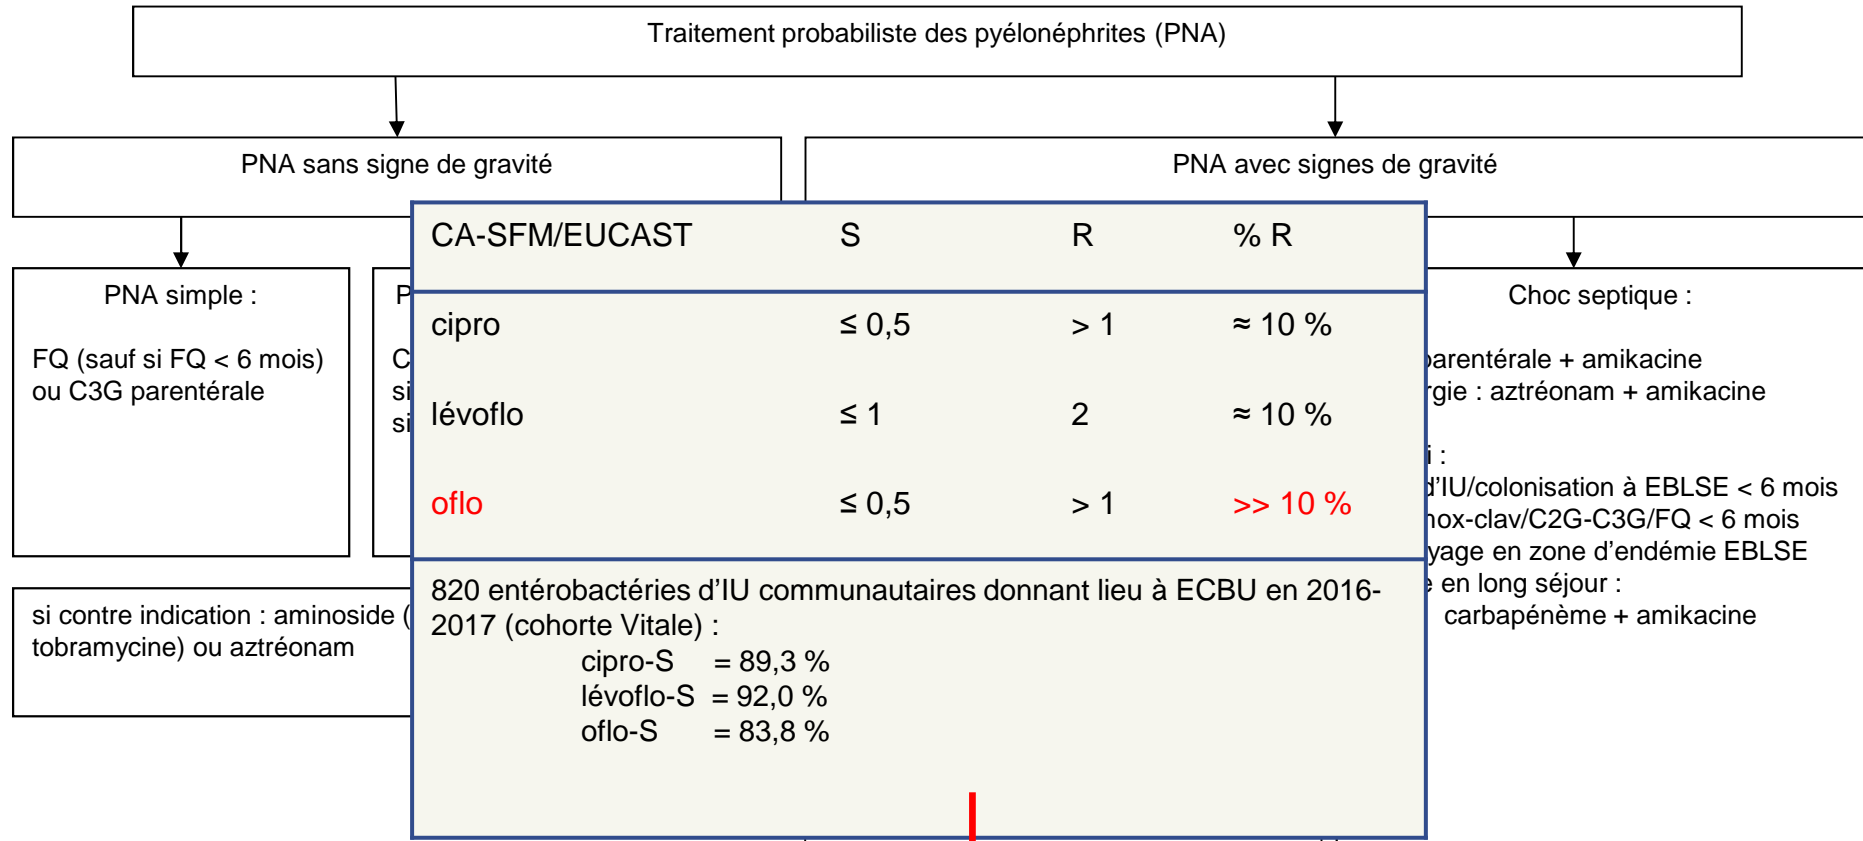 Traitement probabiliste des pyélonéphrites (PNA)
PNA sans signe de gravité
PNA avec signes de gravité
PNA simple :
FQ (sauf si FQ < 6 mois)
ou C3G parentérale
si contre indication : aminoside (
tobramycine) ou aztréonam
CA-SFM/EUCAST S R % R
cipro ≤ 0,5 > 1 ≈ 10 %
lévoflo ≤ 1 2 ≈ 10 %
oflo ≤ 0,5 > 1 >> 10 %
820 entérobactéries d’IU communautaires donnant lieu à ECBU en 2016-
2017 (cohorte Vitale) :
cipro-S = 89,3 %
lévoflo-S = 92,0 %
oflo-S = 83,8 %
Choc septique :
parentérale + amikacine
: aztréonam + amikacine
:
d’IU/colonisation à EBLSE < 6 mois
/C2G-C3G/FQ < 6 mois
en zone d’endémie EBLSE
en long séjour :
carbapénème + amikacine